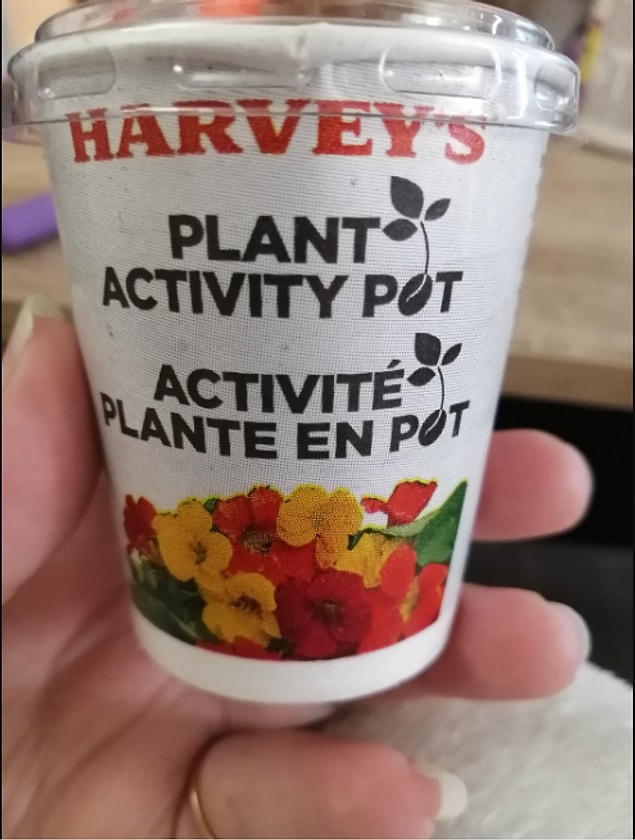 HARVEY'S
PLANT
ACTIVITY POT
ACTIVITÉ
PLANTE EN POT